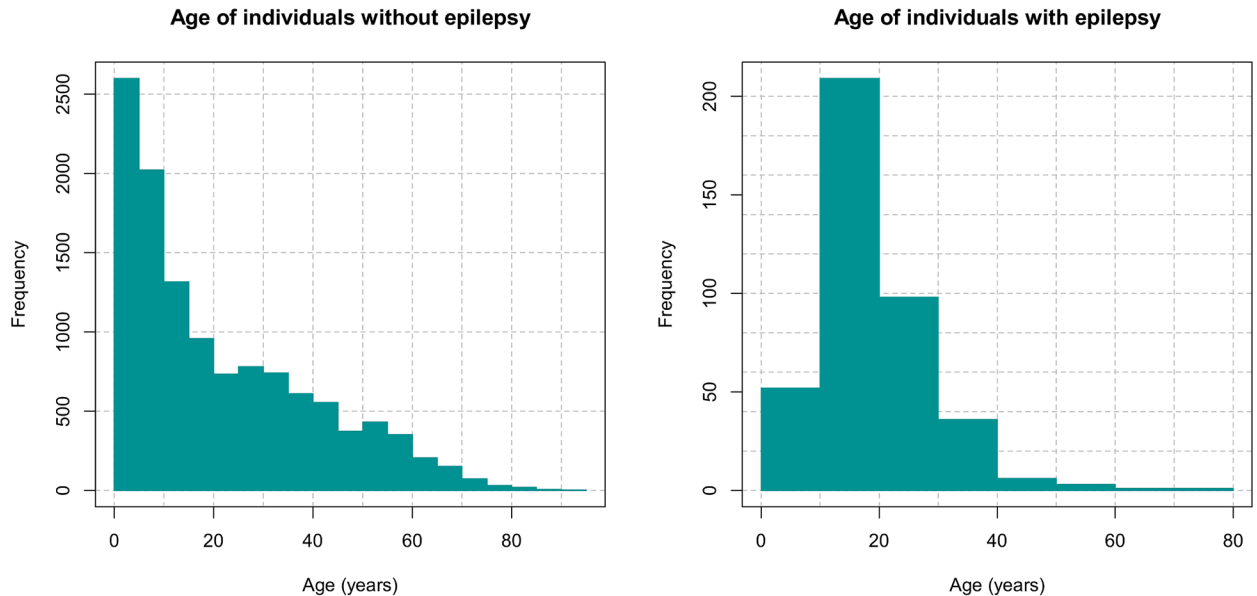 Age of individuals without epilepsy
Frequency
0
500
1000
1500
2000
2500
0 20 40 60 80
Age (years)
Age of individuals with epilepsy
Frequency
0
50
100
150
200
0 20 40 60 80
Age (years)